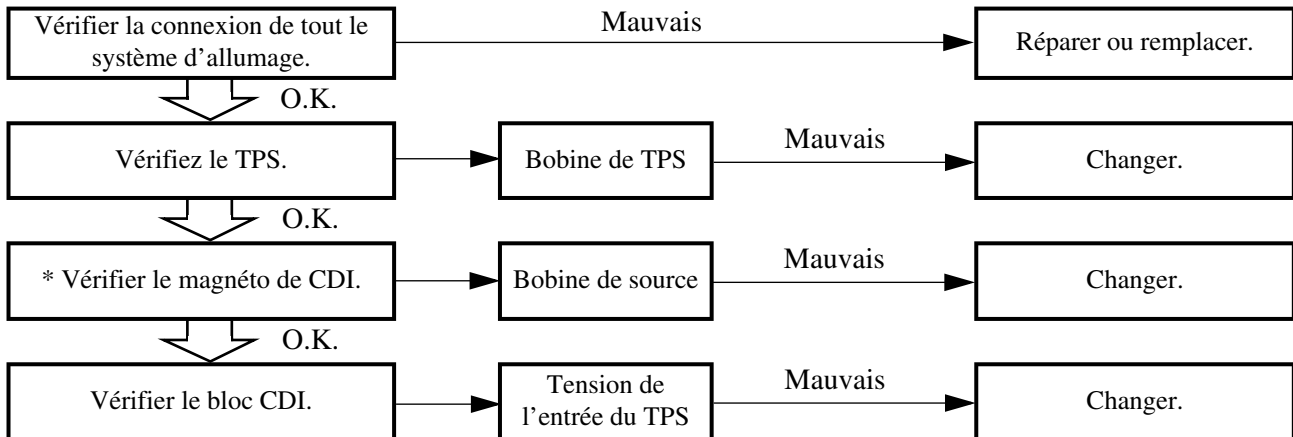 Vérifier la connexion de tout le
système d'allumage.
Mauvais
Réparer ou remplacer.
O.K.
Vérifiez le TPS.
Bobine de TPS
Mauvais
Changer.
O.K.
* Vérifier le magnéto de CDI.
Bobine de source
Mauvais
Changer.
O.K.
Vérifier le bloc CDI.
Tension de
l'entrée du TPS
Mauvais
Changer.